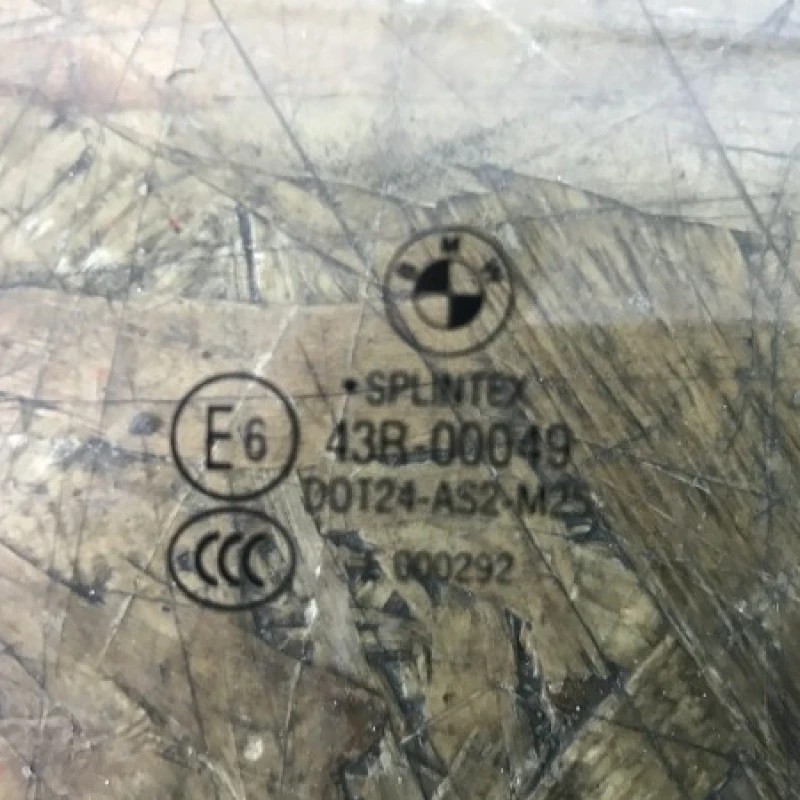 BMW
•SPLINTEX
E6
43R-00049
DOT24-AS2-M25
CCC
000292